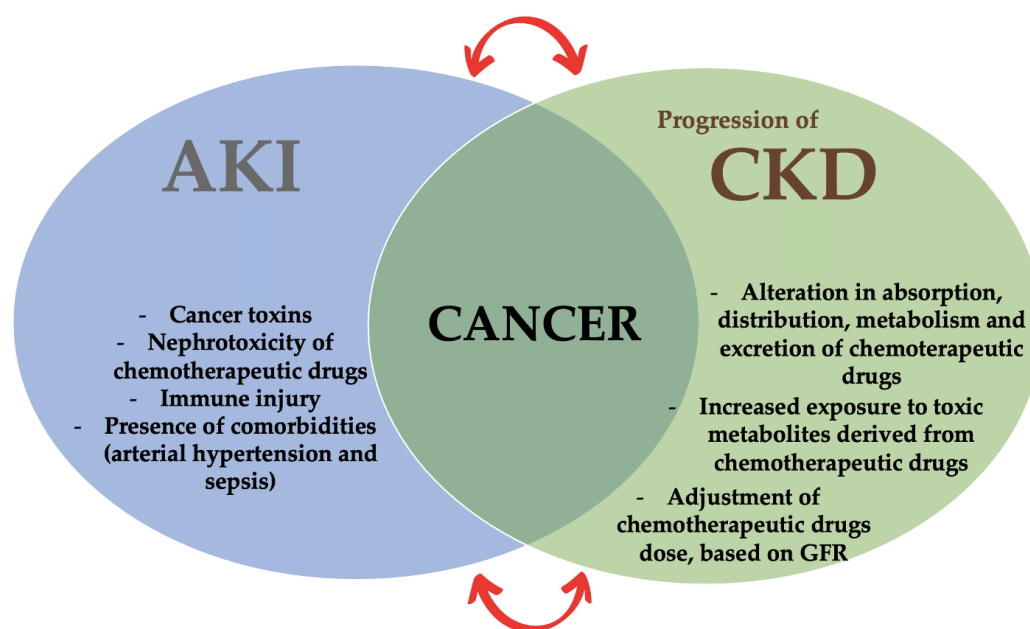 AKI
- Cancer toxins
- Nephrotoxicity of
chemotherapeutic drugs
- Immune injury
- Presence of comorbidities
(arterial hypertension and
sepsis)
CANCER
Progression of
CKD
- Alteration in absorption,
distribution, metabolism and
excretion of chemoterapeutic
drugs
- Increased exposure to toxic
metabolites derived from
chemotherapeutic drugs
- Adjustment of
chemotherapeutic drugs
dose, based on GFR